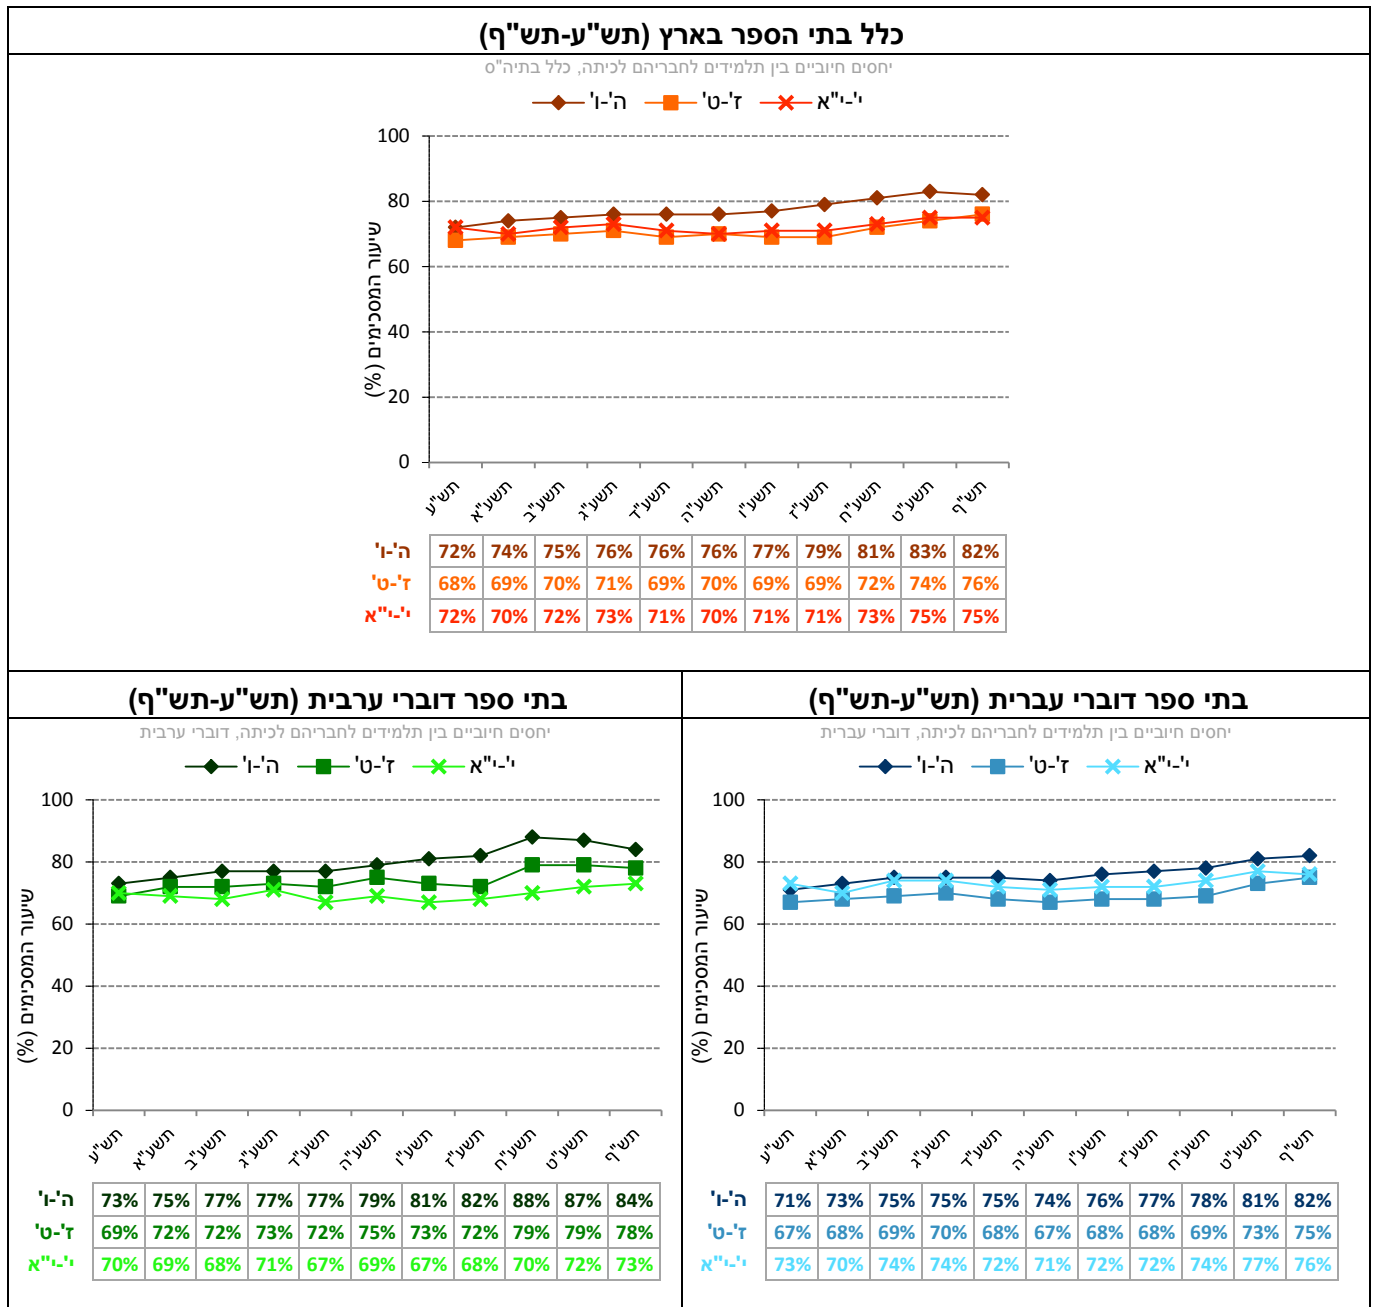 כלל בתי הספר בארץ (תש"ע-תש"ף)
יחסים חיוביים בין תלמידים לחבריהם לכיתה, כלל בתיה"ס
ה'-ו' ז'-ט' י'-י"א
שיעור המסכימים (%)
100
80
60
40
20
0
תש"ע תשע"א תשע"ב תשע"ג תשע"ד תשע"ה תשע"ו תשע"ז תשע"ח תשע"ט תש"ף
ה'-ו' 72% 74% 75% 76% 76% 76% 77% 79% 81% 83% 82%
ז'-ט' 68% 69% 70% 71% 69% 70% 69% 69% 72% 74% 76%
י'-י"א 72% 70% 72% 73% 71% 70% 71% 71% 73% 75% 75%
בתי ספר דוברי עברית (תש"ע-תש"ף)
יחסים חיוביים בין תלמידים לחבריהם לכיתה, דוברי עברית
ה'-ו' ז'-ט' י'-י"א
שיעור המסכימים (%)
100
80
60
40
20
0
תש"ע תשע"א תשע"ב תשע"ג תשע"ד תשע"ה תשע"ו תשע"ז תשע"ח תשע"ט תש"ף
ה'-ו' 71% 73% 75% 75% 75% 74% 76% 77% 78% 81% 82%
ז'-ט' 67% 68% 69% 70% 68% 67% 68% 68% 69% 73% 75%
י'-י"א 73% 70% 74% 74% 72% 71% 72% 72% 74% 77% 76%
בתי ספר דוברי ערבית (תש"ע-תש"ף)
יחסים חיוביים בין תלמידים לחבריהם לכיתה, דוברי ערבית
ה'-ו' ז'-ט' י'-י"א
שיעור המסכימים (%)
100
80
60
40
20
0
תש"ע תשע"א תשע"ב תשע"ג תשע"ד תשע"ה תשע"ו תשע"ז תשע"ח תשע"ט תש"ף
ה'-ו' 73% 75% 77% 77% 77% 79% 81% 82% 88% 87% 84%
ז'-ט' 69% 72% 72% 73% 72% 75% 73% 72% 79% 79% 78%
י'-י"א 70% 69% 68% 71% 67% 69% 67% 68% 70% 72% 73%